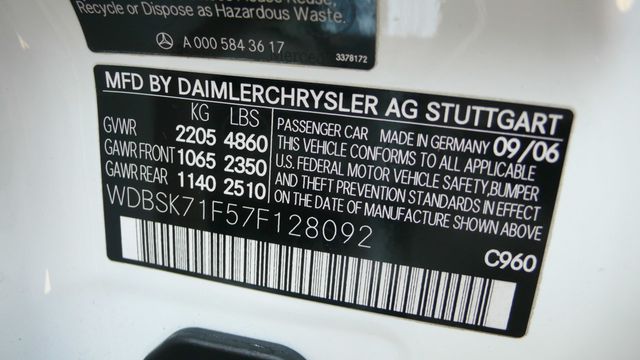 Recycle or Dispose as Hazardous Waste.
A 000 584 36 17
3378172
MFD BY DAIMLERCHRYSLER AG STUTTGART
KG LBS
GVWR 2205 4860
GAWR FRONT 1065 2350
GAWR REAR 1140 2510
PASSENGER CAR MADE IN GERMANY 09/06
THIS VEHICLE CONFORMS TO ALL APPLICABLE
U.S. FEDERAL MOTOR VEHICLE SAFETY,BUMPER
AND THEFT PREVENTION STANDARDS IN EFFECT
ON THE DATE OF MANUFACTURE SHOWN ABOVE
WDBSK71F57F128092
C960